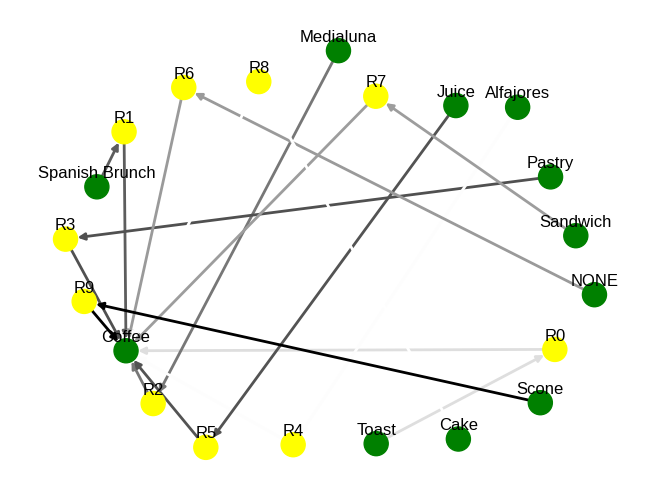 Medialuna
R8
R6
R7
Juice
Alfajores
R1
Pastry
Spanish Brunch
Sandwich
R3
NONE
R9
Coffee
R0
R2
Scone
R5
R4
Toast
Cake